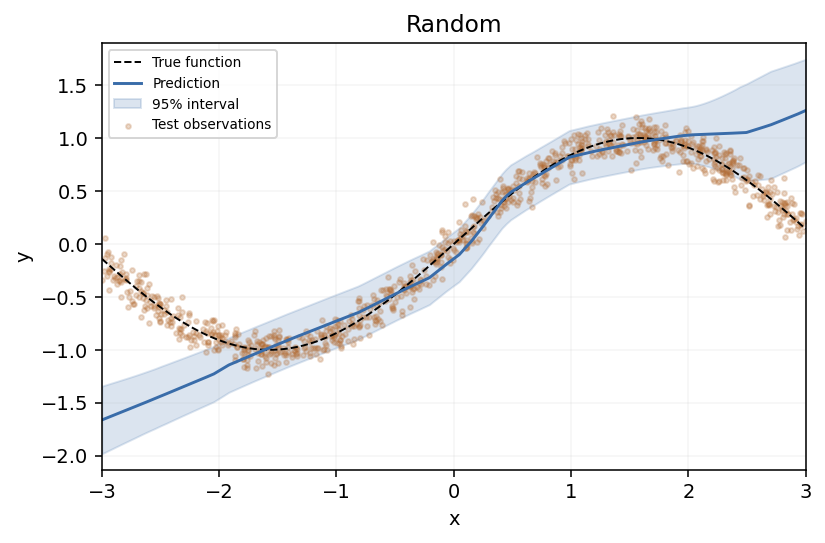 Random
True function
Prediction
95% interval
Test observations
1.5
1.0
0.5
0.0
−0.5
−1.0
−1.5
−2.0
y
−3
−2
−1
0
1
2
3
x